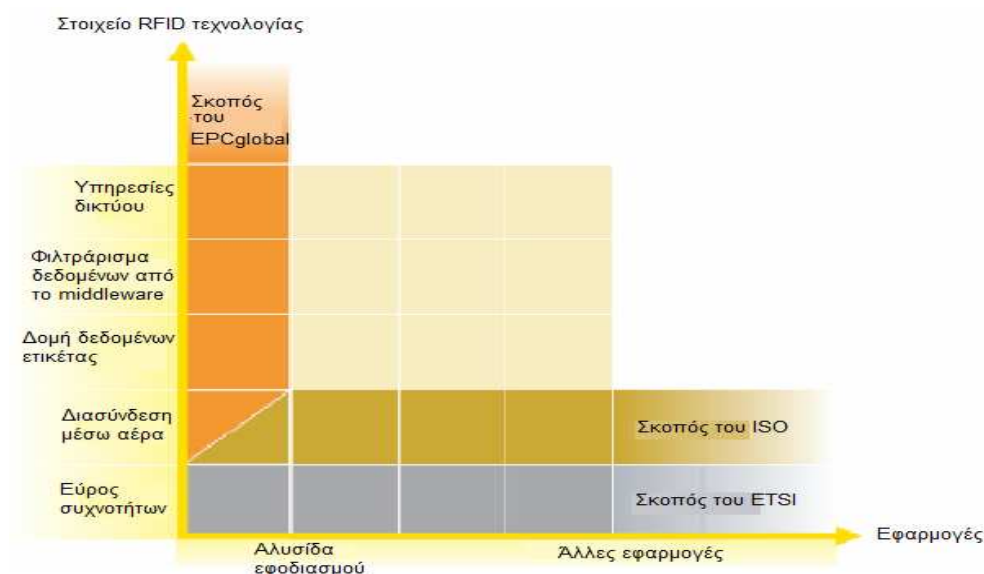 Στοιχείο RFID τεχνολογίας
Σκοπός
του
EPCglobal
Υπηρεσίες
δικτύου
Φιλτράρισμα
δεδομένων από
το middleware
Δομή δεδομένων
ετικέτας
Διασύνδεση
μέσω αέρα
Σκοπός του ISO
Εύρος
συχνοτήτων
Σκοπός του ETSI
Εφαρμογές
Αλυσίδα
εφοδιασμού
Άλλες εφαρμογές